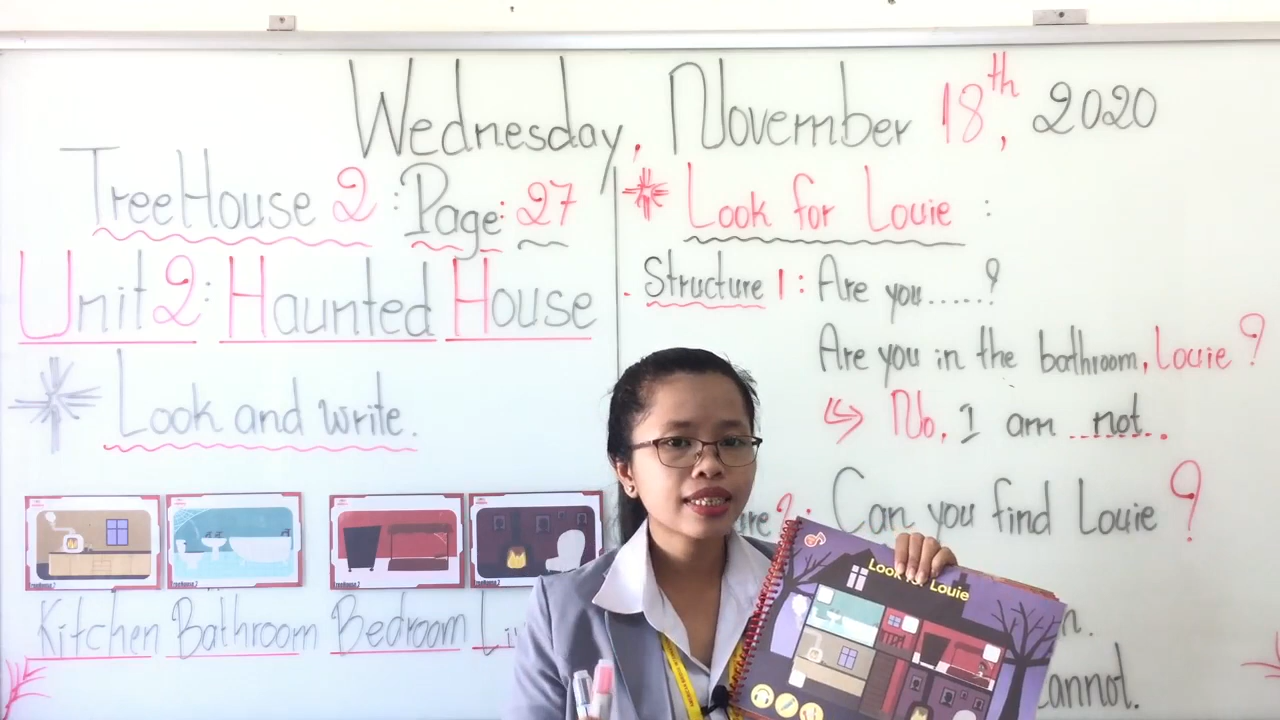 Wednesday, November 18th, 2020
TreeHouse 2 : Page: 27
Unit 2: Haunted House
Look and write.
Kitchen Bathroom Bedroom
* Look for Louie :
. Structure 1: Are you......?
Are you in the bathroom, Louie?
No, I am not.
2: Can you find Louie?
Look for Louie